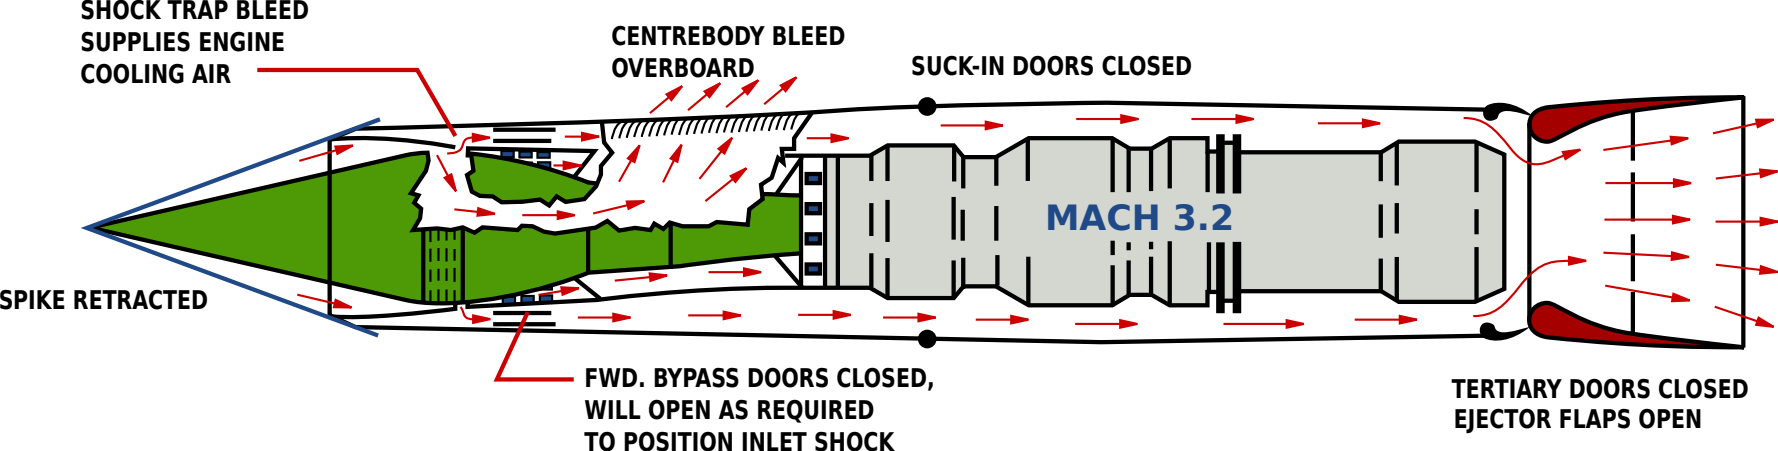 SHOCK TRAP BLEED
SUPPLIES ENGINE
COOLING AIR
CENTREBODY BLEED
OVERBOARD
SUCK-IN DOORS CLOSED
MACH 3.2
SPIKE RETRACTED
FWD. BYPASS DOORS CLOSED,
WILL OPEN AS REQUIRED
TO POSITION INLET SHOCK
TERTIARY DOORS CLOSED
EJECTOR FLAPS OPEN